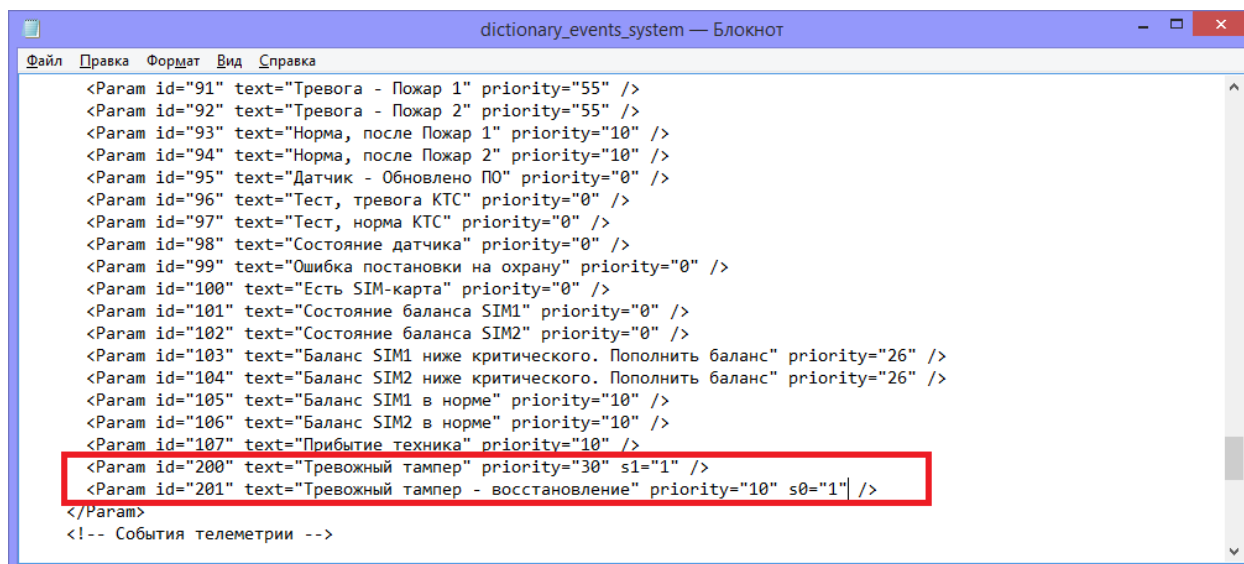 dictionary_events_system — Блокнот
Файл Правка Формат Вид Справка
<Param id="91" text="Тревога - Пожар 1" priority="55" />
<Param id="92" text="Тревога - Пожар 2" priority="55" />
<Param id="93" text="Норма, после Пожар 1" priority="10" />
<Param id="94" text="Норма, после Пожар 2" priority="10" />
<Param id="95" text="Датчик - Обновлено ПО" priority="0" />
<Param id="96" text="Тест, тревога КТС" priority="0" />
<Param id="97" text="Тест, норма КТС" priority="0" />
<Param id="98" text="Состояние датчика" priority="0" />
<Param id="99" text="Ошибка постановки на охрану" priority="0" />
<Param id="100" text="Есть SIM-карта" priority="0" />
<Param id="101" text="Состояние баланса SIM1" priority="0" />
<Param id="102" text="Состояние баланса SIM2" priority="0" />
<Param id="103" text="Баланс SIM1 ниже критического. Пополнить баланс" priority="26" />
<Param id="104" text="Баланс SIM2 ниже критического. Пополнить баланс" priority="26" />
<Param id="105" text="Баланс SIM1 в норме" priority="10" />
<Param id="106" text="Баланс SIM2 в норме" priority="10" />
<Param id="107" text="Прибытие техника" priority="10" />
<Param id="200" text="Тревожный тампер" priority="30" s1="1" />
<Param id="201" text="Тревожный тампер - восстановление" priority="10" s0="1" />
</Param>
<!-- События телеметрии -->